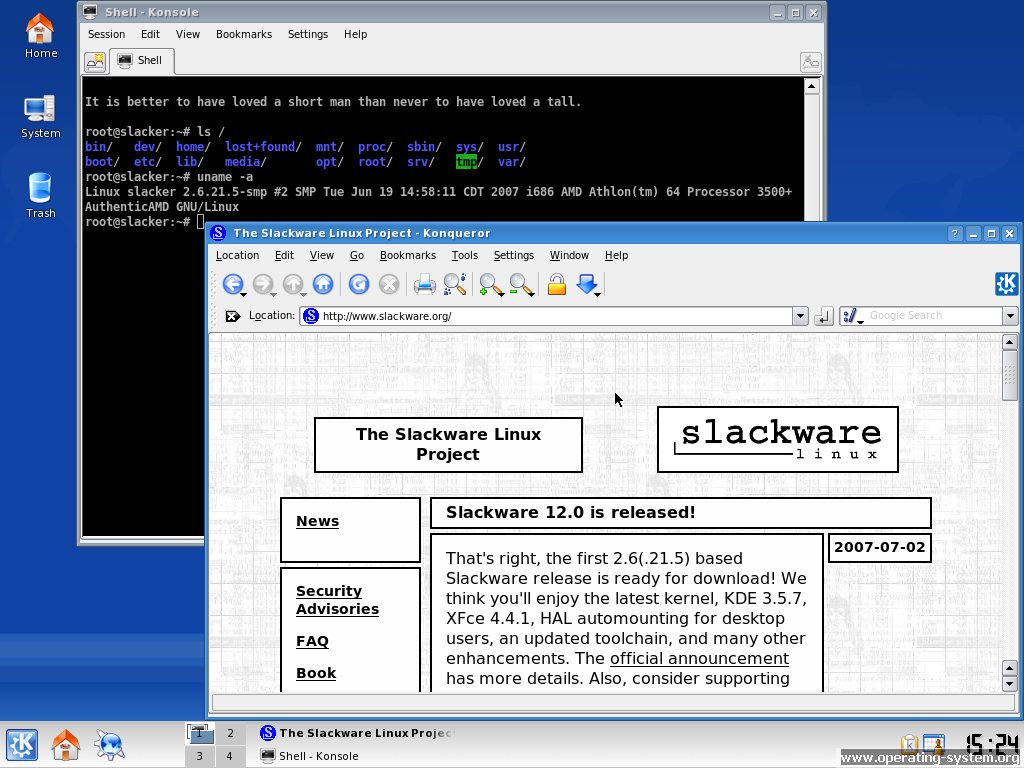 Home
System
Trash
Shell - Konsole
Session Edit View Bookmarks Settings Help
Shell
It is better to have loved a short man than never to have loved a tall.
root@slacker:~# ls /
bin/ dev/ home/ lost+found/ mnt/ proc/ sbin/ sys/ usr/
boot/ etc/ lib/ media/ opt/ root/ srv/ tmp/ var/
root@slacker:~# uname -a
Linux slacker 2.6.21.5-smp #2 SMP Tue Jun 19 14:58:11 CDT 2007 i686 AMD Athlon(tm) 64 Processor 3500+
AuthenticAMD GNU/Linux
root@slacker:~#
The Slackware Linux Project - Konqueror
Location Edit View Go Bookmarks Tools Settings Window Help
Location: http://www.slackware.org/ Google Search
The Slackware Linux
Project
slackware
linux
News
Security
Advisories
FAQ
Book
Slackware 12.0 is released!
2007-07-02
That's right, the first 2.6(.21.5) based
Slackware release is ready for download! We
think you'll enjoy the latest kernel, KDE 3.5.7,
XFce 4.4.1, HAL automounting for desktop
users, an updated toolchain, and many other
enhancements. The official announcement
has more details. Also, consider supporting
1 2
3 4
The Slackware Linux Projec
Shell - Konsole
15:24
www.operating-system.org